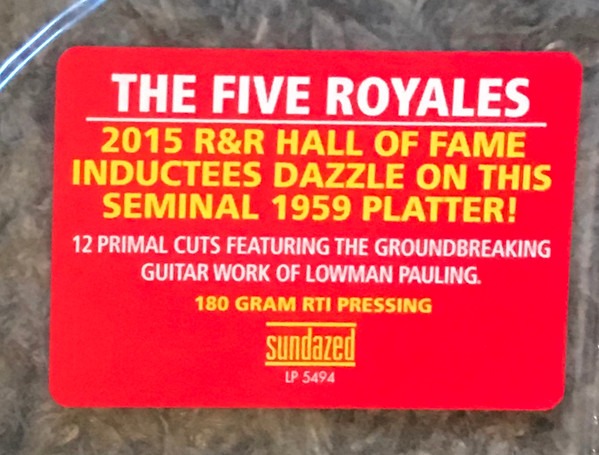 THE FIVE ROYALES
2015 R&R HALL OF FAME
INDUCTEES DAZZLE ON THIS
SEMINAL 1959 PLATTER!
12 PRIMAL CUTS FEATURING THE GROUNDBREAKING
GUITAR WORK OF LOWMAN PAULING.
180 GRAM RTI PRESSING
sundazed
LP 5494